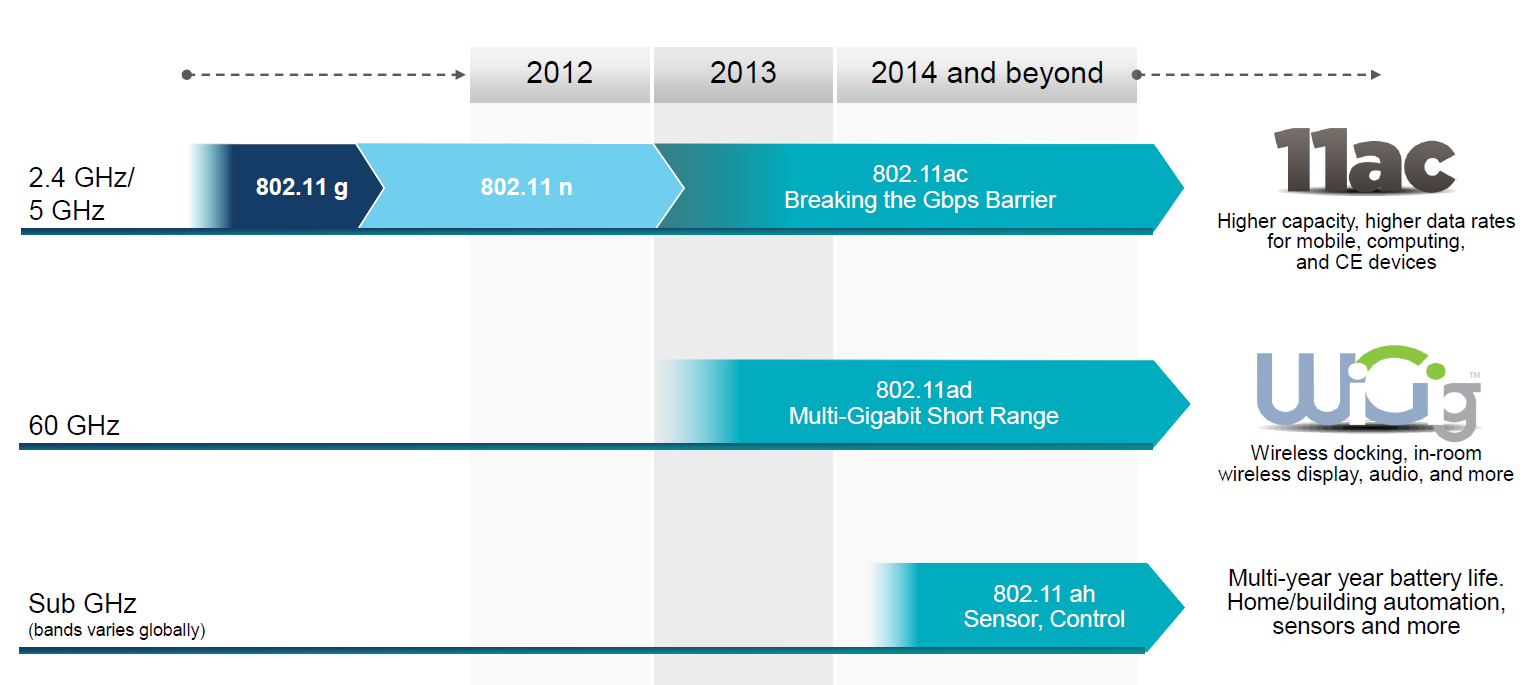 2012
2013
2014 and beyond
2.4 GHz/
5 GHz
802.11 g
802.11 n
802.11ac
Breaking the Gbps Barrier
11ac
Higher capacity, higher data rates
for mobile, computing,
and CE devices
60 GHz
802.11ad
Multi-Gigabit Short Range
WiGig
TM
Wireless docking, in-room
wireless display, audio, and more
Sub GHz
(bands varies globally)
802.11 ah
Sensor, Control
Multi-year year battery life.
Home/building automation,
sensors and more